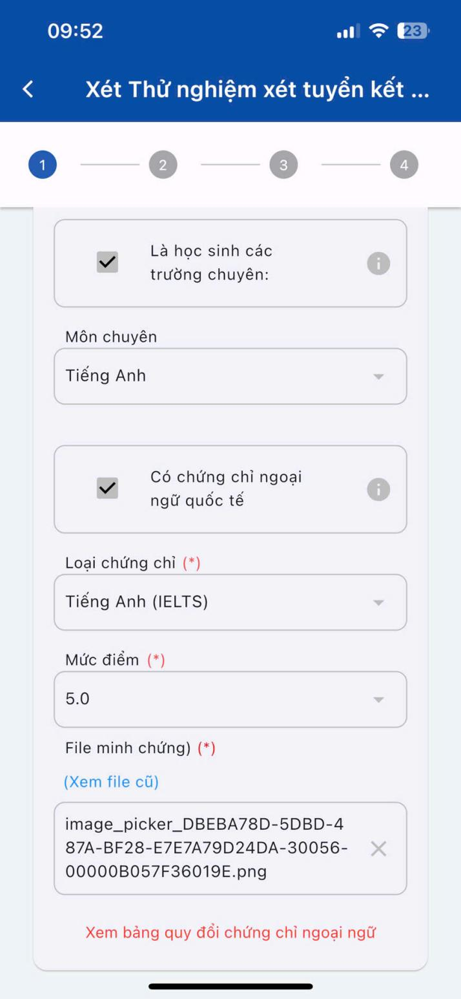 09:52
23
Xét Thử nghiệm xét tuyển kết ...
1
2
3
4
Là học sinh các
trường chuyên:
Môn chuyên
Tiếng Anh
Có chứng chỉ ngoại
ngữ quốc tế
Loại chứng chỉ (*)
Tiếng Anh (IELTS)
Mức điểm (*)
5.0
File minh chứng) (*)
(Xem file cũ)
image_picker_DBEBA78D-5DBD-4
87A-BF28-E7E7A79D24DA-30056-
00000B057F36019E.png
Xem bảng quy đổi chứng chỉ ngoại ngữ